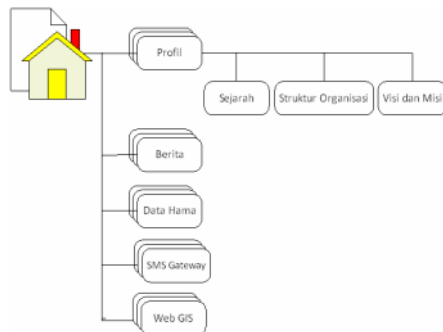 Profil
Sejarah
Struktur Organisasi
Visi dan Misi
Berita
Data Hama
SMS Gateway
Web GIS